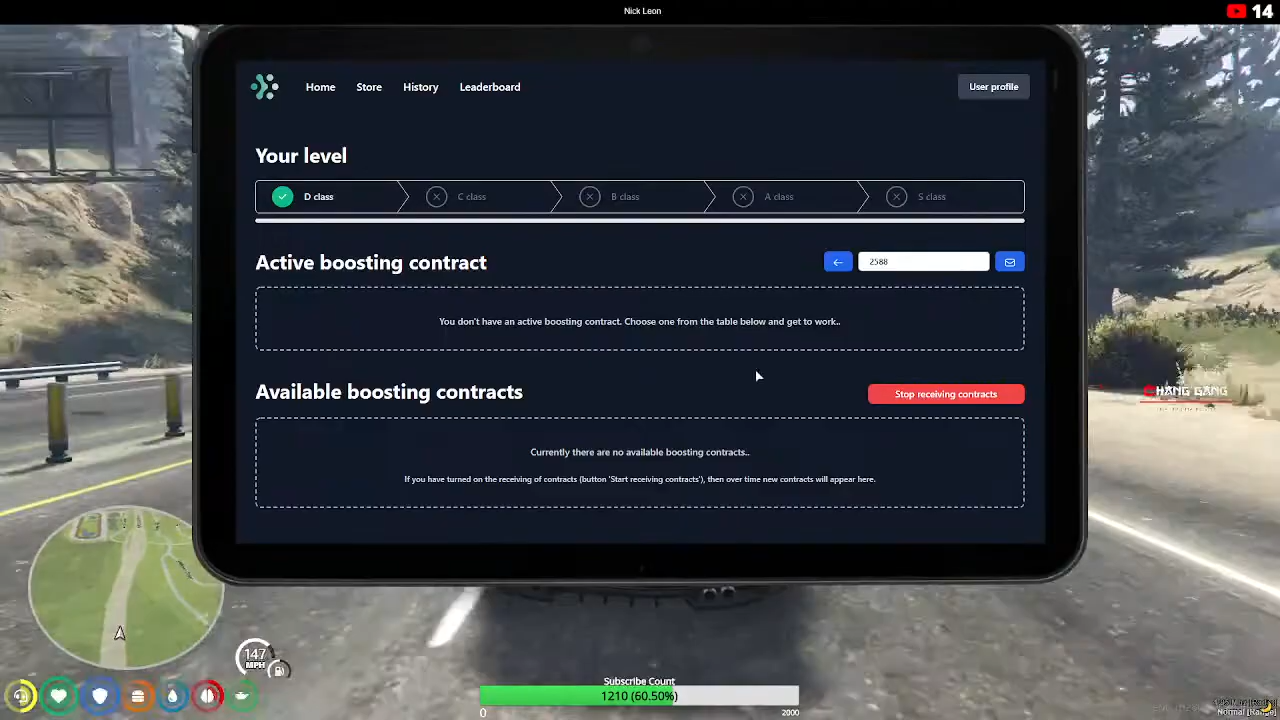 Nick Leon
14
Home Store History Leaderboard User profile
Your level
D class C class B class A class S class
Active boosting contract
2588
You don't have an active boosting contract. Choose one from the table below and get to work..
Available boosting contracts
Stop receiving contracts
CHANG GANG
Currently there are no available boosting contracts..
If you have turned on the receiving of contracts (button 'Start receiving contracts'), then over time new contracts will appear here.
147
MPH
Subscribe Count
1210 (60.50%)
0 2000